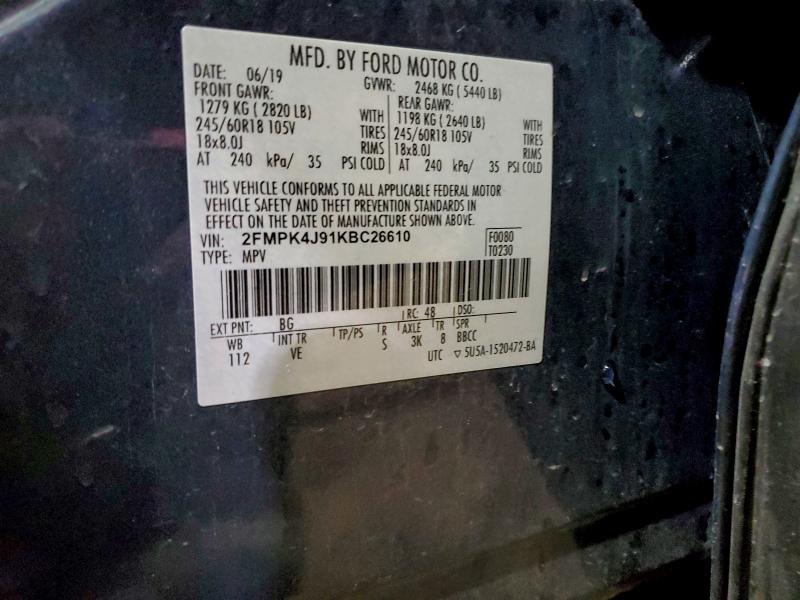 MFD. BY FORD MOTOR CO.
DATE: 06/19 GVWR: 2468 KG ( 5440 LB)
FRONT GAWR: REAR GAWR:
1279 KG ( 2820 LB) WITH 1198 KG ( 2640 LB) WITH
245/60R18 105V TIRES 245/60R18 105V TIRES
18x8.0J RIMS 18x8.0J RIMS
AT 240 kPa/ 35 PSI COLD AT 240 kPa/ 35 PSI COLD
THIS VEHICLE CONFORMS TO ALL APPLICABLE FEDERAL MOTOR
VEHICLE SAFETY AND THEFT PREVENTION STANDARDS IN
EFFECT ON THE DATE OF MANUFACTURE SHOWN ABOVE.
VIN: 2FMPK4J91KBC26610 F0080
TYPE: MPV T0230
EXT PNT: BG RC: 48 DSO:
WB INT TR TP/PS R AXLE TR SPR
112 VE S 3K 8 BBCC
UTC ▽ 5U5A-1520472-BA